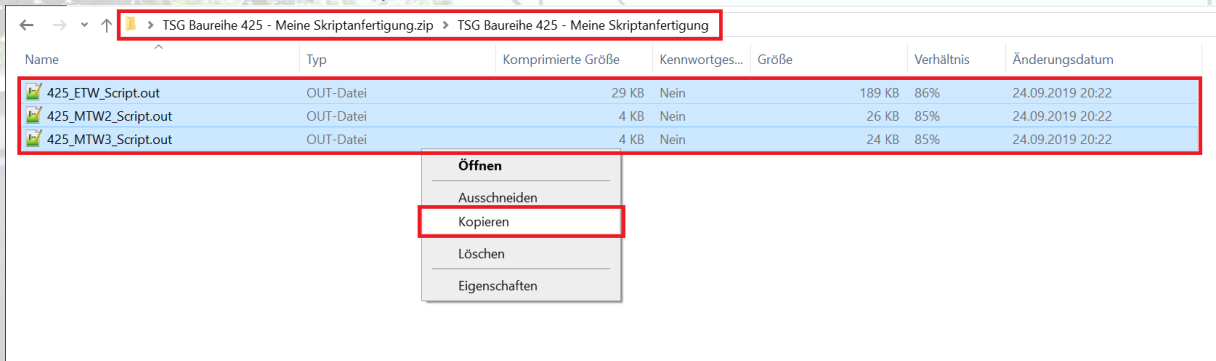 TSG Baureihe 425 - Meine Skriptanfertigung.zip > TSG Baureihe 425 - Meine Skriptanfertigung
Name Typ Komprimierte Größe Kennwortges... Größe Verhältnis Änderungsdatum
425_ETW_Script.out OUT-Datei 29 KB Nein 189 KB 86% 24.09.2019 20:22
425_MTW2_Script.out OUT-Datei 4 KB Nein 26 KB 85% 24.09.2019 20:22
425_MTW3_Script.out OUT-Datei 4 KB Nein 24 KB 85% 24.09.2019 20:22
Öffnen
Ausschneiden
Kopieren
Löschen
Eigenschaften